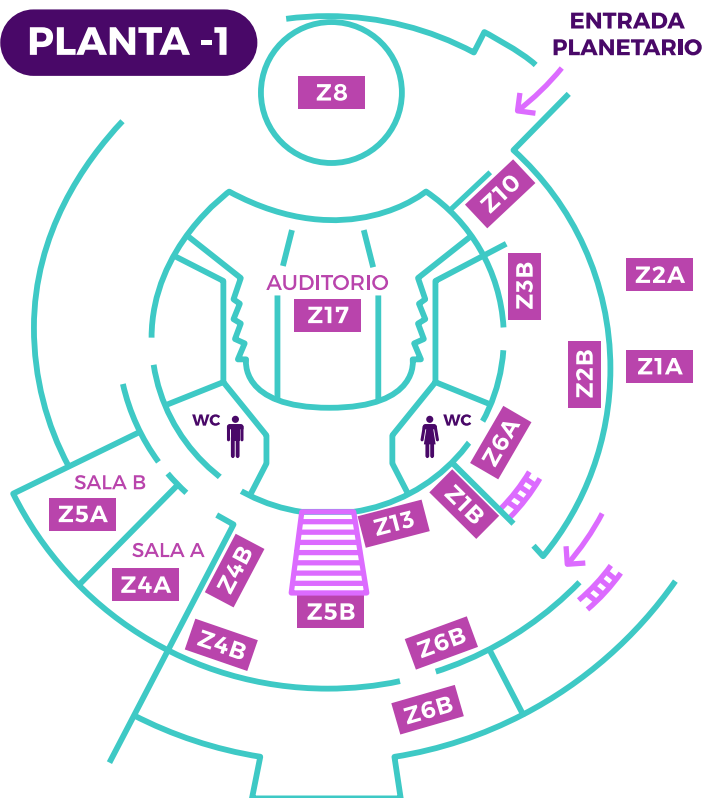 PLANTA -1
ENTRADA
PLANETARIO
Z8
Z10
Z3B
Z2A
AUDITORIO
Z17
Z2B
Z1A
WC
WC
Z6A
SALA B
Z5A
Z1B
Z13
SALA A
Z4A
Z4B
Z5B
Z4B
Z6B
Z6B